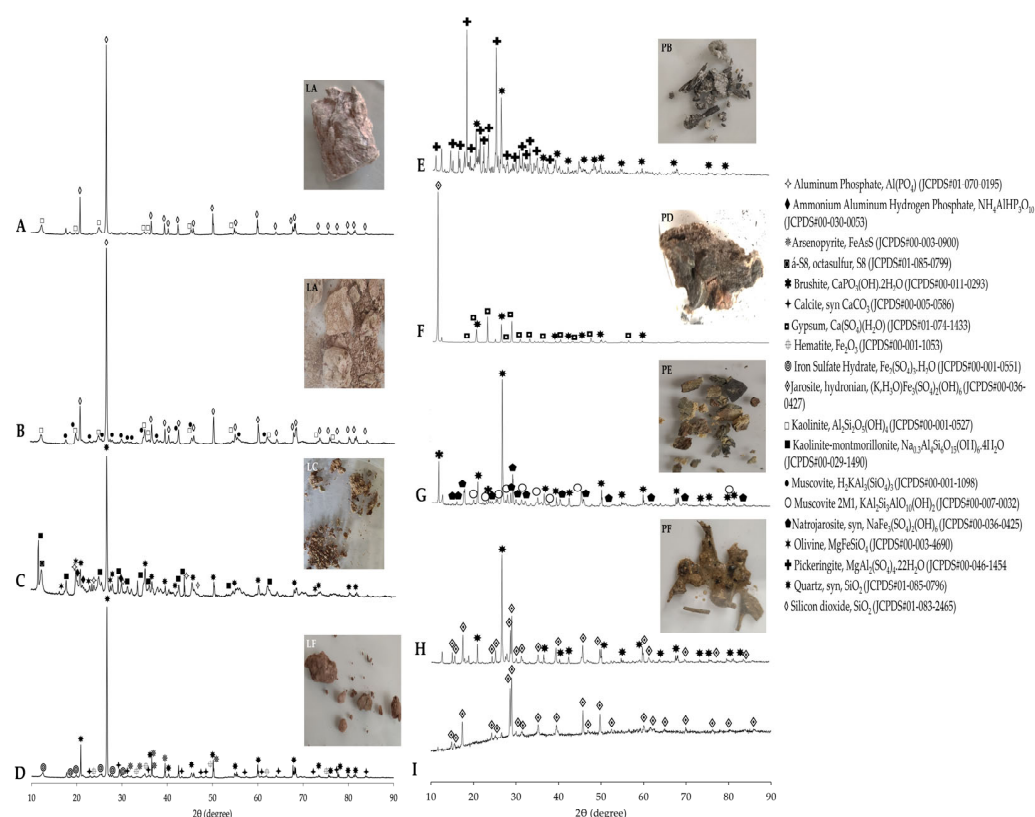 LA
A
LA
B
LC
C
LF
D
10 20 30 40 50 60 70 80 90
2θ (degree)
PB
E
PD
F
PE
G
PF
H
I
10 20 30 40 50 60 70 80 90
2θ (degree)
Aluminum Phosphate, Al(PO₄) (JCPDS#01-070-0195)
Ammonium Aluminum Hydrogen Phosphate, NH₄AlHP₃O₁₀
(JCPDS#00-030-0053)
Arsenopyrite, FeAsS (JCPDS#00-003-0900)
á-S8, octasulfur, S8 (JCPDS#01-085-0799)
Brushite, CaPO₃(OH).2H₂O (JCPDS#00-011-0293)
Calcite, syn CaCO₃ (JCPDS#00-005-0586)
Gypsum, Ca(SO₄)(H₂O) (JCPDS#01-074-1433)
Hematite, Fe₂O₃ (JCPDS#00-001-1053)
Iron Sulfate Hydrate, Fe₂(SO₄)₃.H₂O (JCPDS#00-001-0551)
Jarosite, hydronian, (K,H₃O)Fe₃(SO₄)₂(OH)₆ (JCPDS#00-036-
0427)
Kaolinite, Al₂Si₂O₅(OH)₄ (JCPDS#00-001-0527)
Kaolinite-montmorillonite, Na₀.₃Al₄Si₆O₁₅(OH)₆.4H₂O
(JCPDS#00-029-1490)
Muscovite, H₂KAl₃(SiO₄)₃ (JCPDS#00-001-1098)
Muscovite 2M1, KAl₂Si₃AlO₁₀(OH)₂ (JCPDS#00-007-0032)
Natrojarosite, syn, NaFe₃(SO₄)₂(OH)₆ (JCPDS#00-036-0425)
Olivine, MgFeSiO₄ (JCPDS#00-003-4690)
Pickeringite, MgAl₂(SO₄)₄.22H₂O (JCPDS#00-046-1454
Quartz, syn, SiO₂ (JCPDS#01-085-0796)
Silicon dioxide, SiO₂ (JCPDS#01-083-2465)